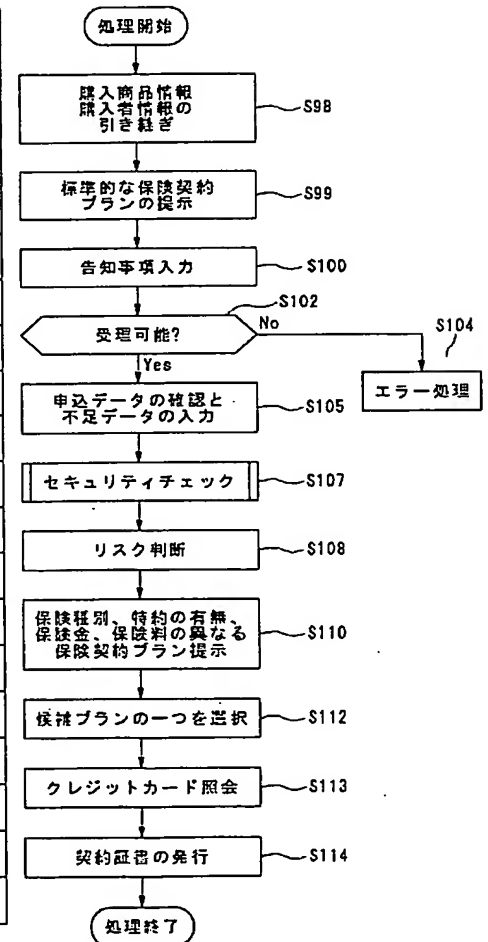 処理開始
購入商品情報
購入者情報の
引き継ぎ
S98
標準的な保険契約
プランの提示
S99
告知事項入力
S100
S102
受理可能?
No
S104
エラー処理
Yes
申込データの確認と
不足データの入力
S105
セキュリティチェック
S107
リスク判断
S108
保険種別、特約の有無、
保険金、保険料の異なる
保険契約プラン提示
S110
候補プランの一つを選択
S112
クレジットカード照会
S113
契約証書の発行
S114
処理終了